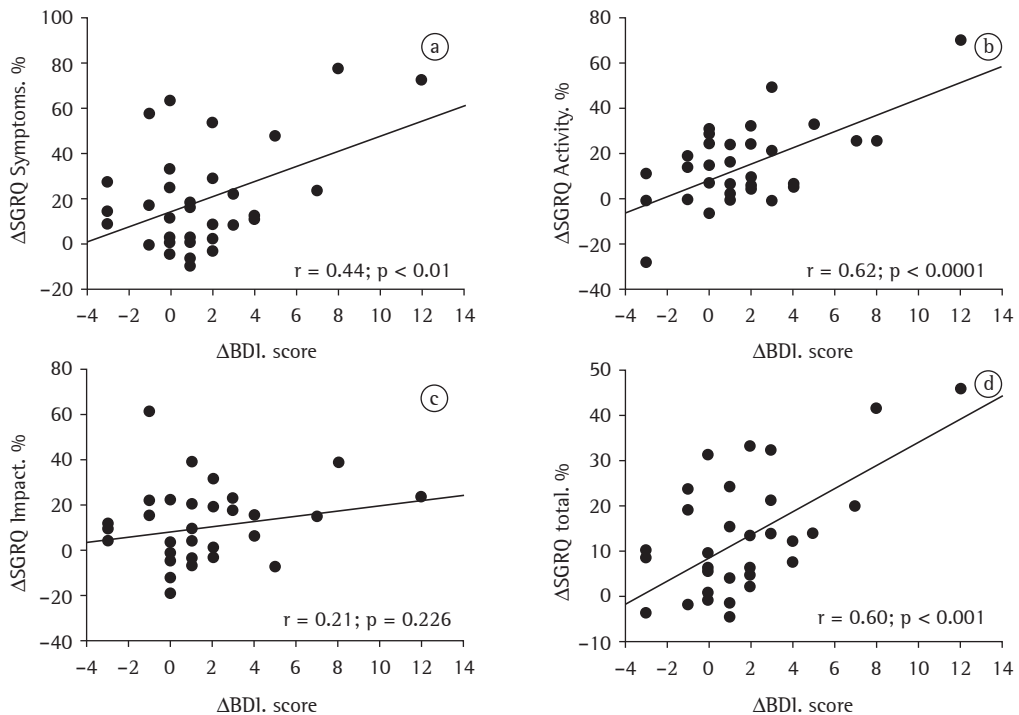 100
80
60
40
20
0
−20
ΔSGRQ Symptoms. %
a
r = 0.44; p < 0.01
−4 −2 0 2 4 6 8 10 12 14
ΔBDI. score
80
60
40
20
0
−20
−40
ΔSGRQ Activity. %
b
r = 0.62; p < 0.0001
−4 −2 0 2 4 6 8 10 12 14
ΔBDI. score
80
60
40
20
0
−20
−40
ΔSGRQ Impact. %
c
r = 0.21; p = 0.226
−4 −2 0 2 4 6 8 10 12 14
ΔBDI. score
50
40
30
20
10
0
−10
ΔSGRQ total. %
d
r = 0.60; p < 0.001
−4 −2 0 2 4 6 8 10 12 14
ΔBDI. score